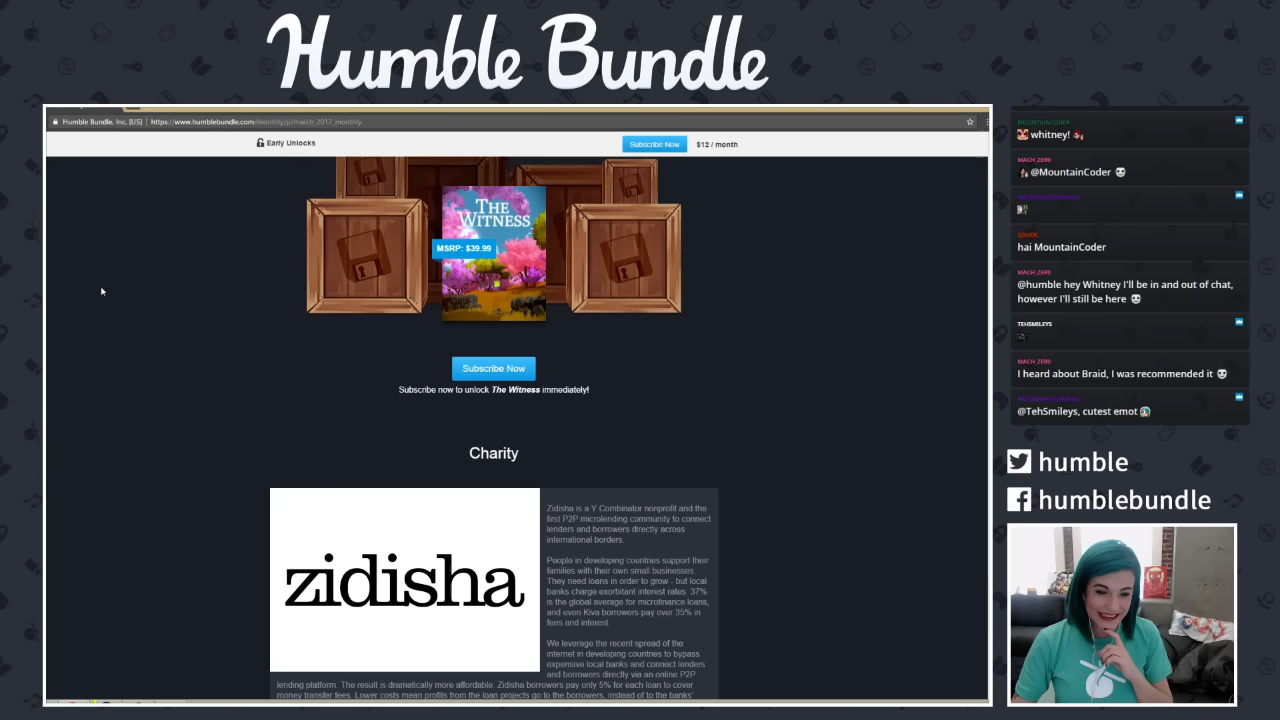 Humble Bundle
Humble Bundle, Inc. [US] | https://www.humblebundle.com/monthly/p/march_2017_monthly
Early Unlocks
Subscribe Now
$12 / month
THE
WITNESS
MSRP: $39.99
Subscribe Now
Subscribe now to unlock The Witness immediately!
Charity
zidisha
Zidisha is a Y Combinator nonprofit and the
first P2P microlending community to connect
lenders and borrowers directly across
international borders.
People in developing countries support their
families with their own small businesses.
They need loans in order to grow - but local
banks charge exorbitant interest rates: 37%
is the global average for microfinance loans,
and even Kiva borrowers pay over 35% in
fees and interest.
We leverage the recent spread of the
internet in developing countries to bypass
expensive local banks and connect lenders
and borrowers directly via an online P2P
lending platform. The result is dramatically more affordable: Zidisha borrowers pay only 5% for each loan to cover
money transfer fees. Lower costs mean profits from the loan projects go to the borrowers, instead of to the banks'
MOUNTAINCODER
whitney!
MACH_ZER0
@MountainCoder
hai MountainCoder
MACH_ZER0
@humble hey Whitney I'll be in and out of chat,
however I'll still be here
TEHSMILEYS
MACH_ZER0
I heard about Braid, I was recommended it
@TehSmileys, cutest emot
humble
humblebundle